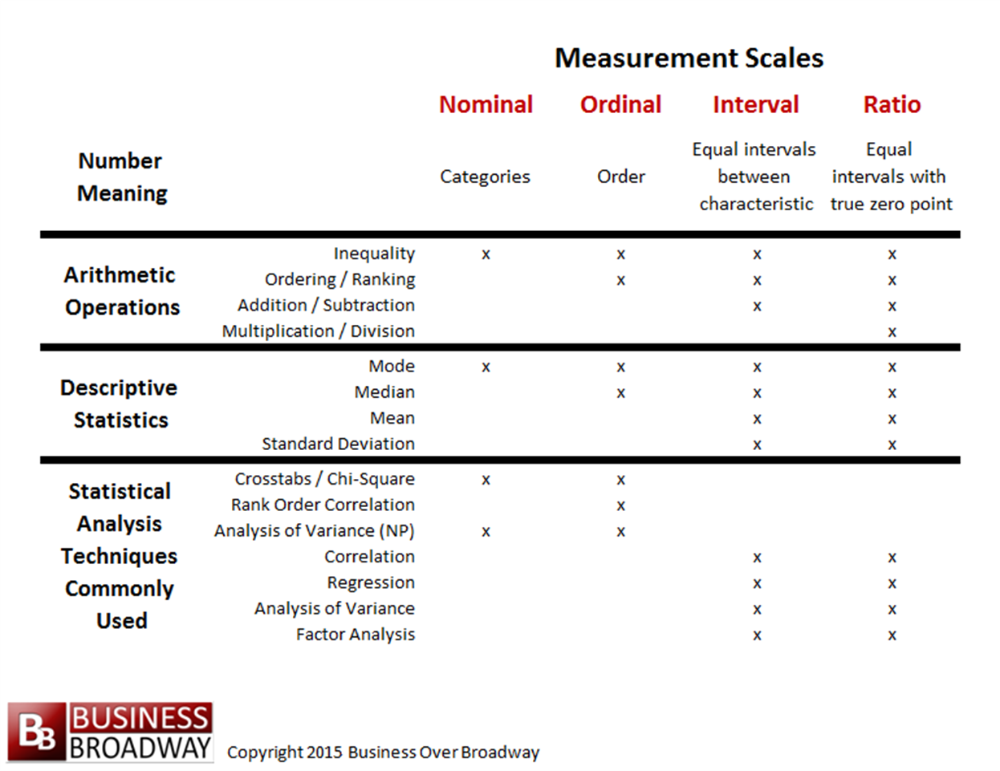 Measurement Scales
Nominal Ordinal Interval Ratio
Number
Meaning
Categories
Order
Equal intervals
between
characteristic
Equal
intervals with
true zero point
Arithmetic
Operations
Inequality x x x x
Ordering / Ranking x x x
Addition / Subtraction x x
Multiplication / Division x
Descriptive
Statistics
Mode x x x x
Median x x x
Mean x x
Standard Deviation x x
Statistical
Analysis
Techniques
Commonly
Used
Crosstabs / Chi-Square x x
Rank Order Correlation x
Analysis of Variance (NP) x x
Correlation x x
Regression x x
Analysis of Variance x x
Factor Analysis x x
BB
BUSINESS
BROADWAY
Copyright 2015 Business Over Broadway